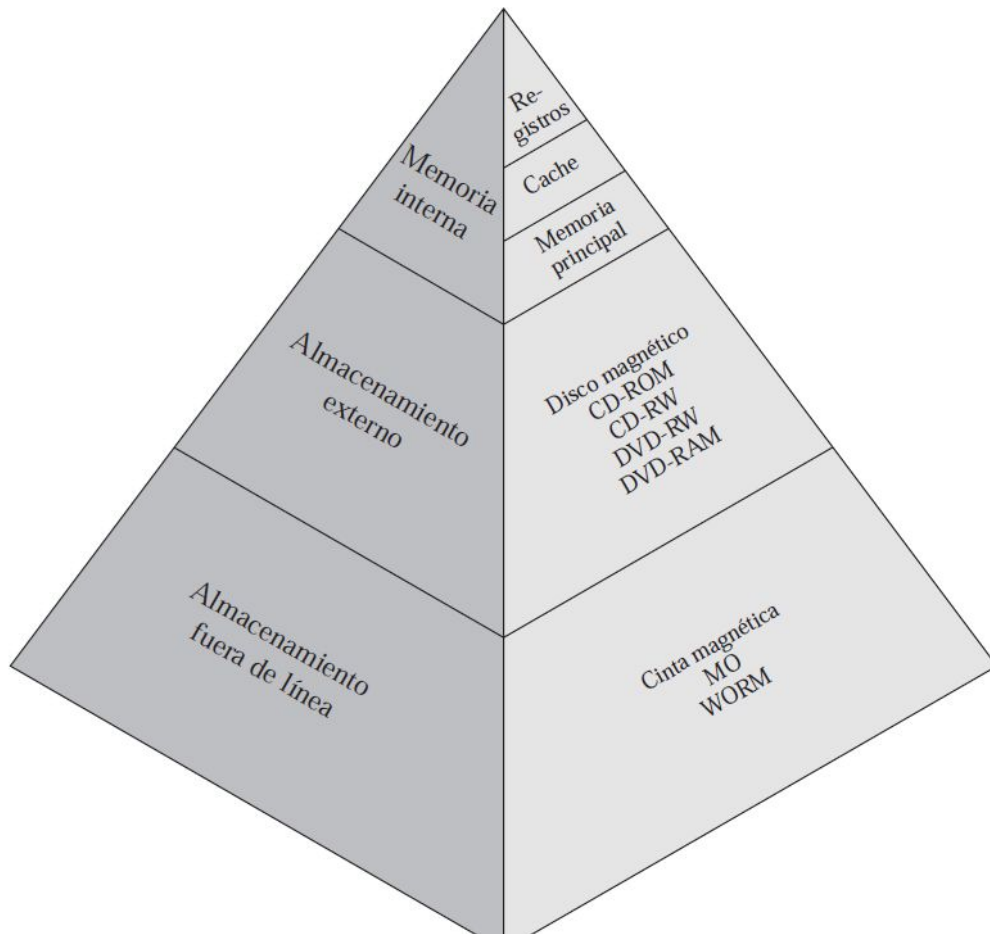 Re-
gistros
Cache
Memoria
principal
Memoria
interna
Disco magnético
CD-ROM
CD-RW
DVD-RW
DVD-RAM
Almacenamiento
externo
Cinta magnética
MO
WORM
Almacenamiento
fuera de línea